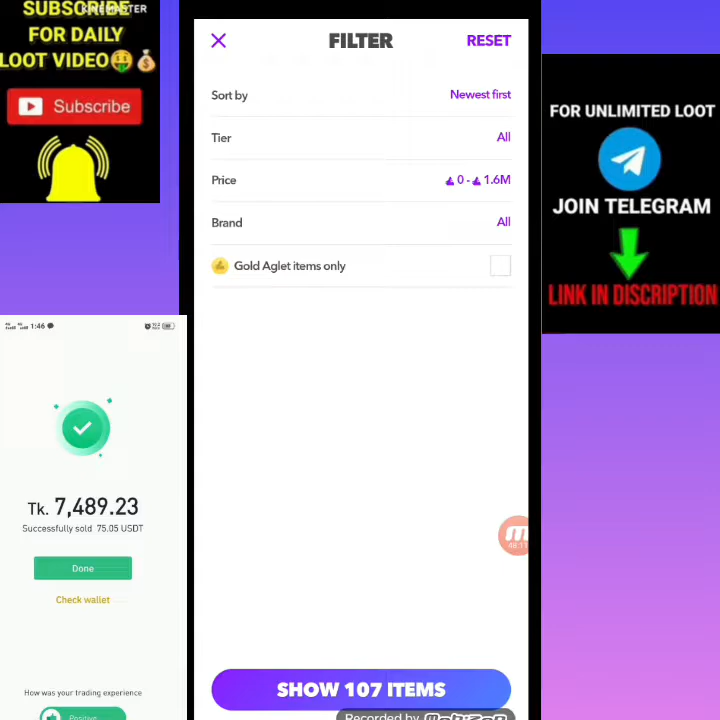 SUBSCRIBE
KINEMASTER
FOR DAILY
LOOT VIDEO🤑💰
Subscribe
FILTER
RESET
Sort by
Newest first
Tier
All
Price
0 - 1.6M
Brand
All
Gold Aglet items only
SHOW 107 ITEMS
Recorded by
1:46
Tk. 7,489.23
Successfully sold 75.05 USDT
Done
Check wallet
How was your trading experience
Positive
48:11
FOR UNLIMITED LOOT
JOIN TELEGRAM
LINK IN DISCRIPTION